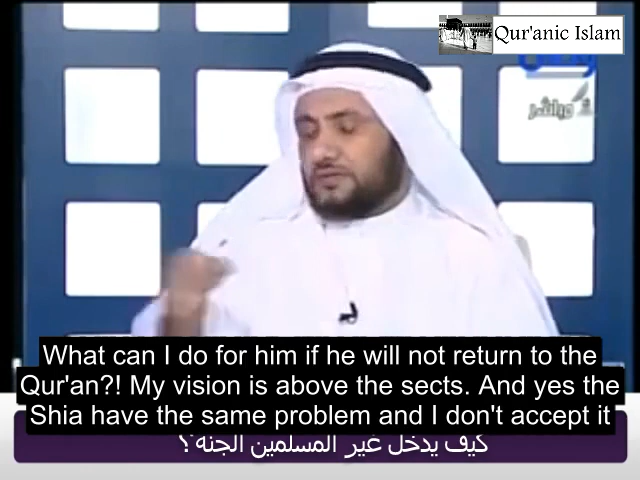 Qur'anic Islam
مباشر
What can I do for him if he will not return to the
Qur'an?! My vision is above the sects. And yes the
Shia have the same problem and I don't accept it
كيف يدخل غير المسلمين الجنة ؟